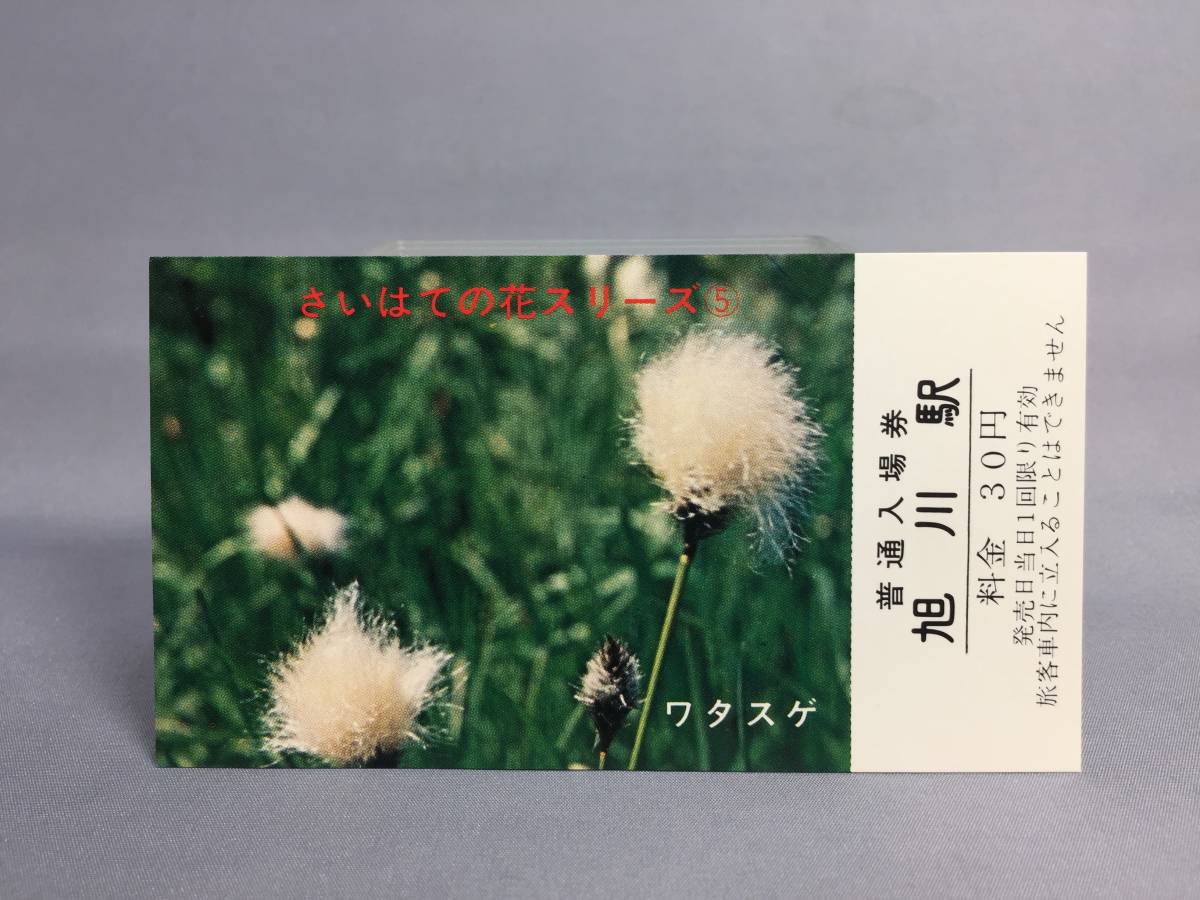 さいはての花スリーズ⑤
ワタスゲ
普通入場券
旭川駅
料金 30円
発売日当日1回限り有効
旅客車内に立入ることはできません